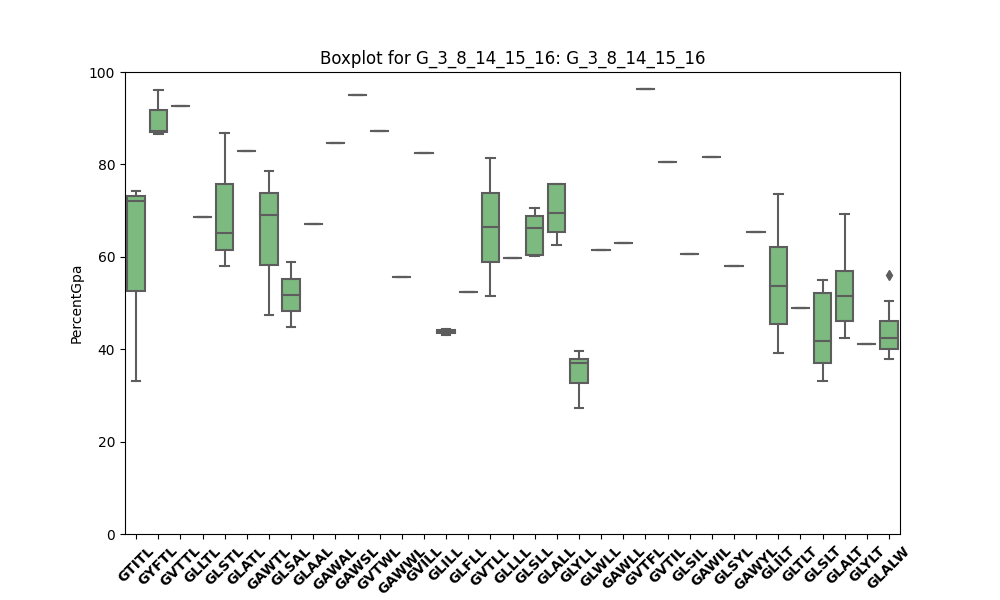 Boxplot for G_3_8_14_15_16: G_3_8_14_15_16
PercentGpa
100
80
60
40
20
0
GTITL
GYFTL
GVTTL
GLLTL
GLSTL
GLATL
GAWTL
GLSAL
GLAAL
GAWAL
GAWSL
GVTWL
GAWWL
GVILL
GLILL
GLFLL
GVTLL
GLLLL
GLSLL
GLALL
GLYLL
GLWLL
GAWLL
GVTFL
GVTIL
GLSIL
GAWIL
GLSYL
GAWYL
GLILT
GLTLT
GLSLT
GLALT
GLYLT
GLALW